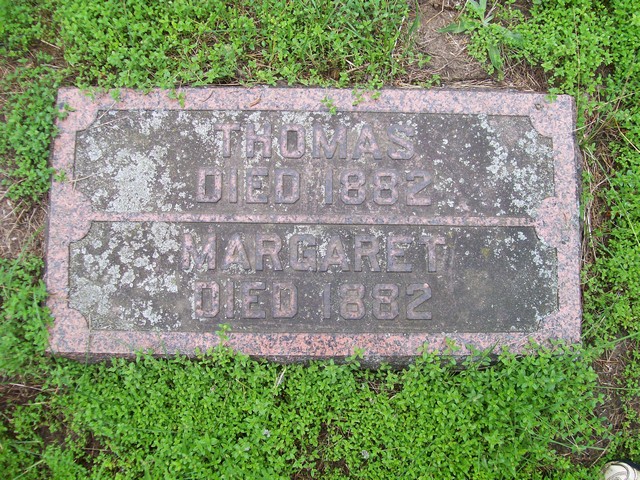 THOMAS
DIED 1882
MARGARET
DIED 1882